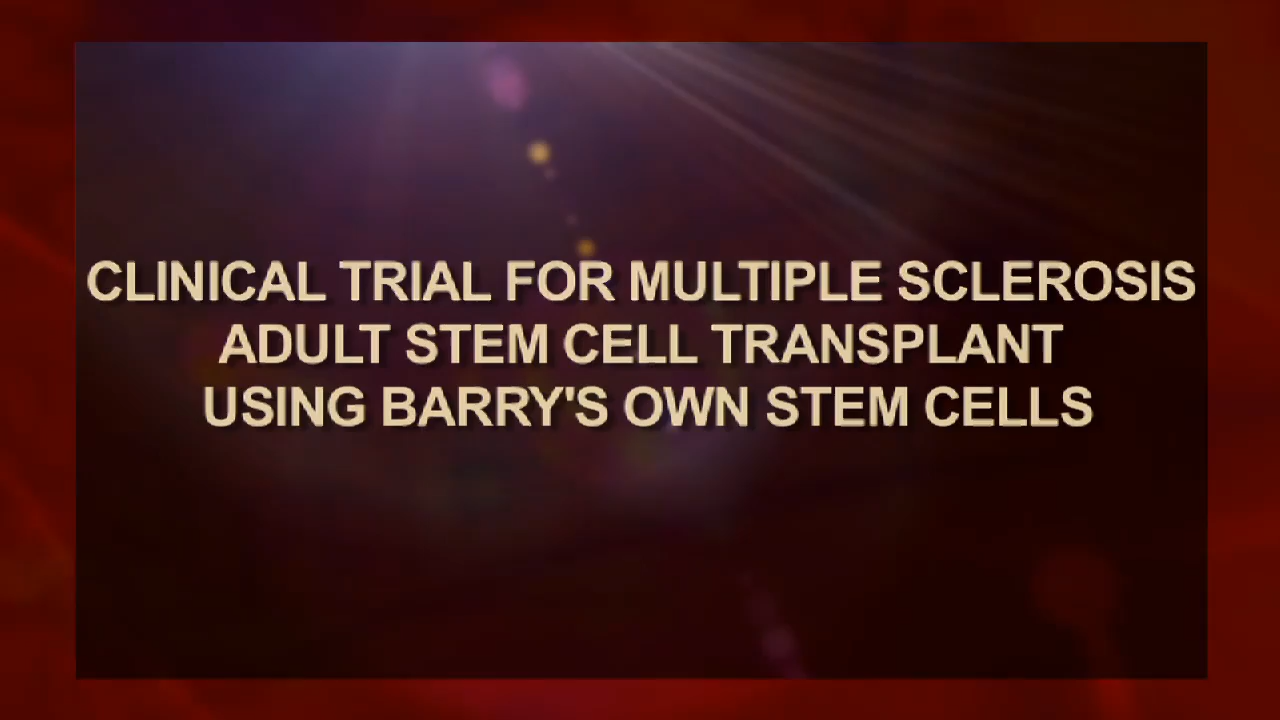 CLINICAL TRIAL FOR MULTIPLE SCLEROSIS
ADULT STEM CELL TRANSPLANT
USING BARRY'S OWN STEM CELLS